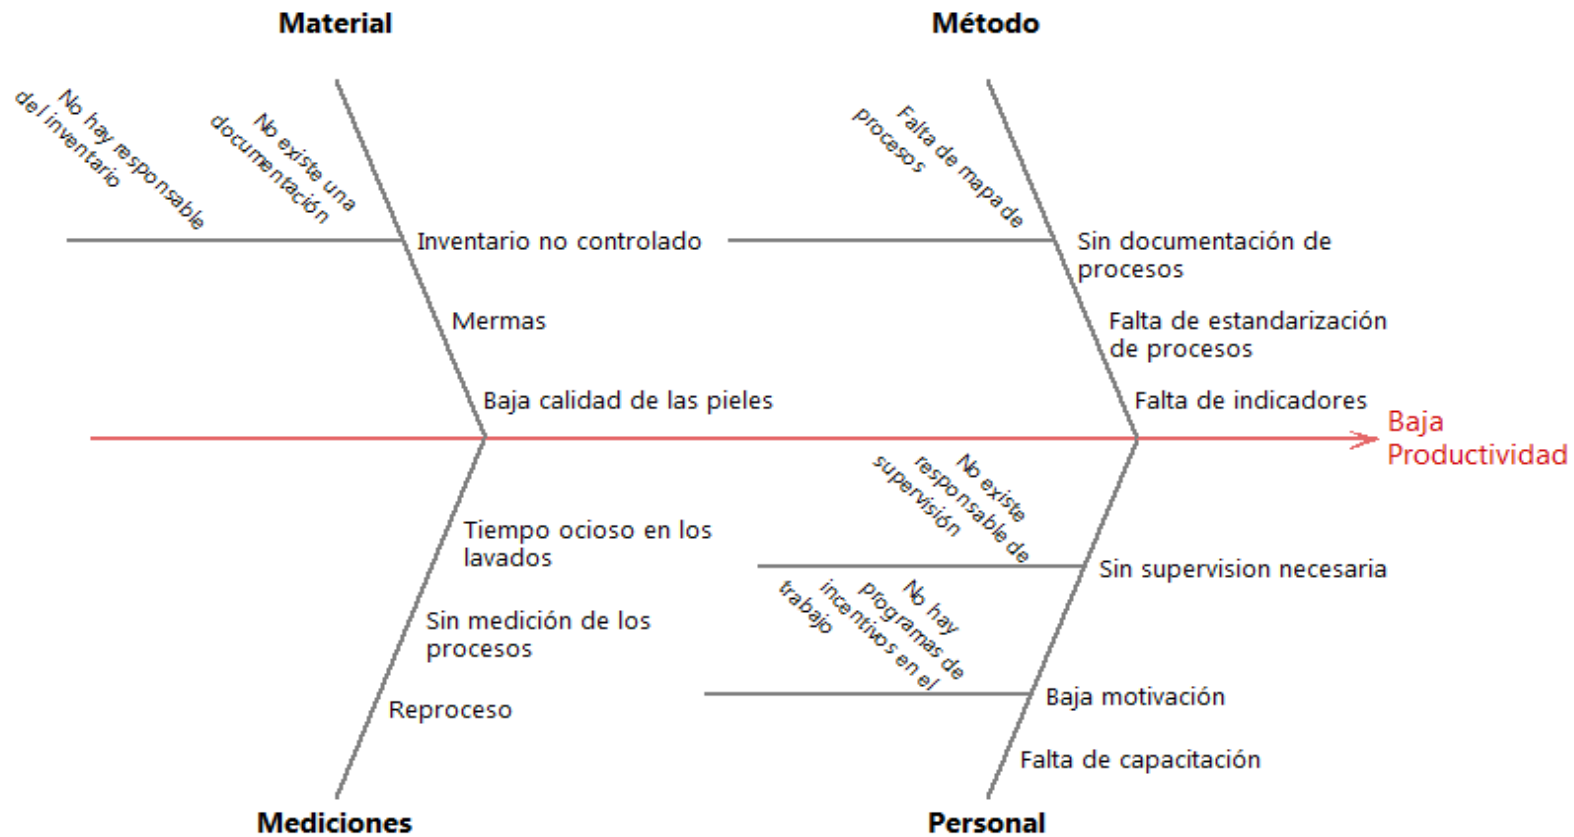 Material
Método
No hay responsable
del inventario
No existe una
documentación
Inventario no controlado
Mermas
Baja calidad de las pieles
Falta de mapa de
procesos
Sin documentación de
procesos
Falta de estandarización
de procesos
Falta de indicadores
Baja
Productividad
Tiempo ocioso en los
lavados
Sin medición de los
procesos
Reproceso
No existe
responsable de
supervisión
Sin supervision necesaria
No hay
programas de
incentivos en el
trabajo
Baja motivación
Falta de capacitación
Mediciones
Personal